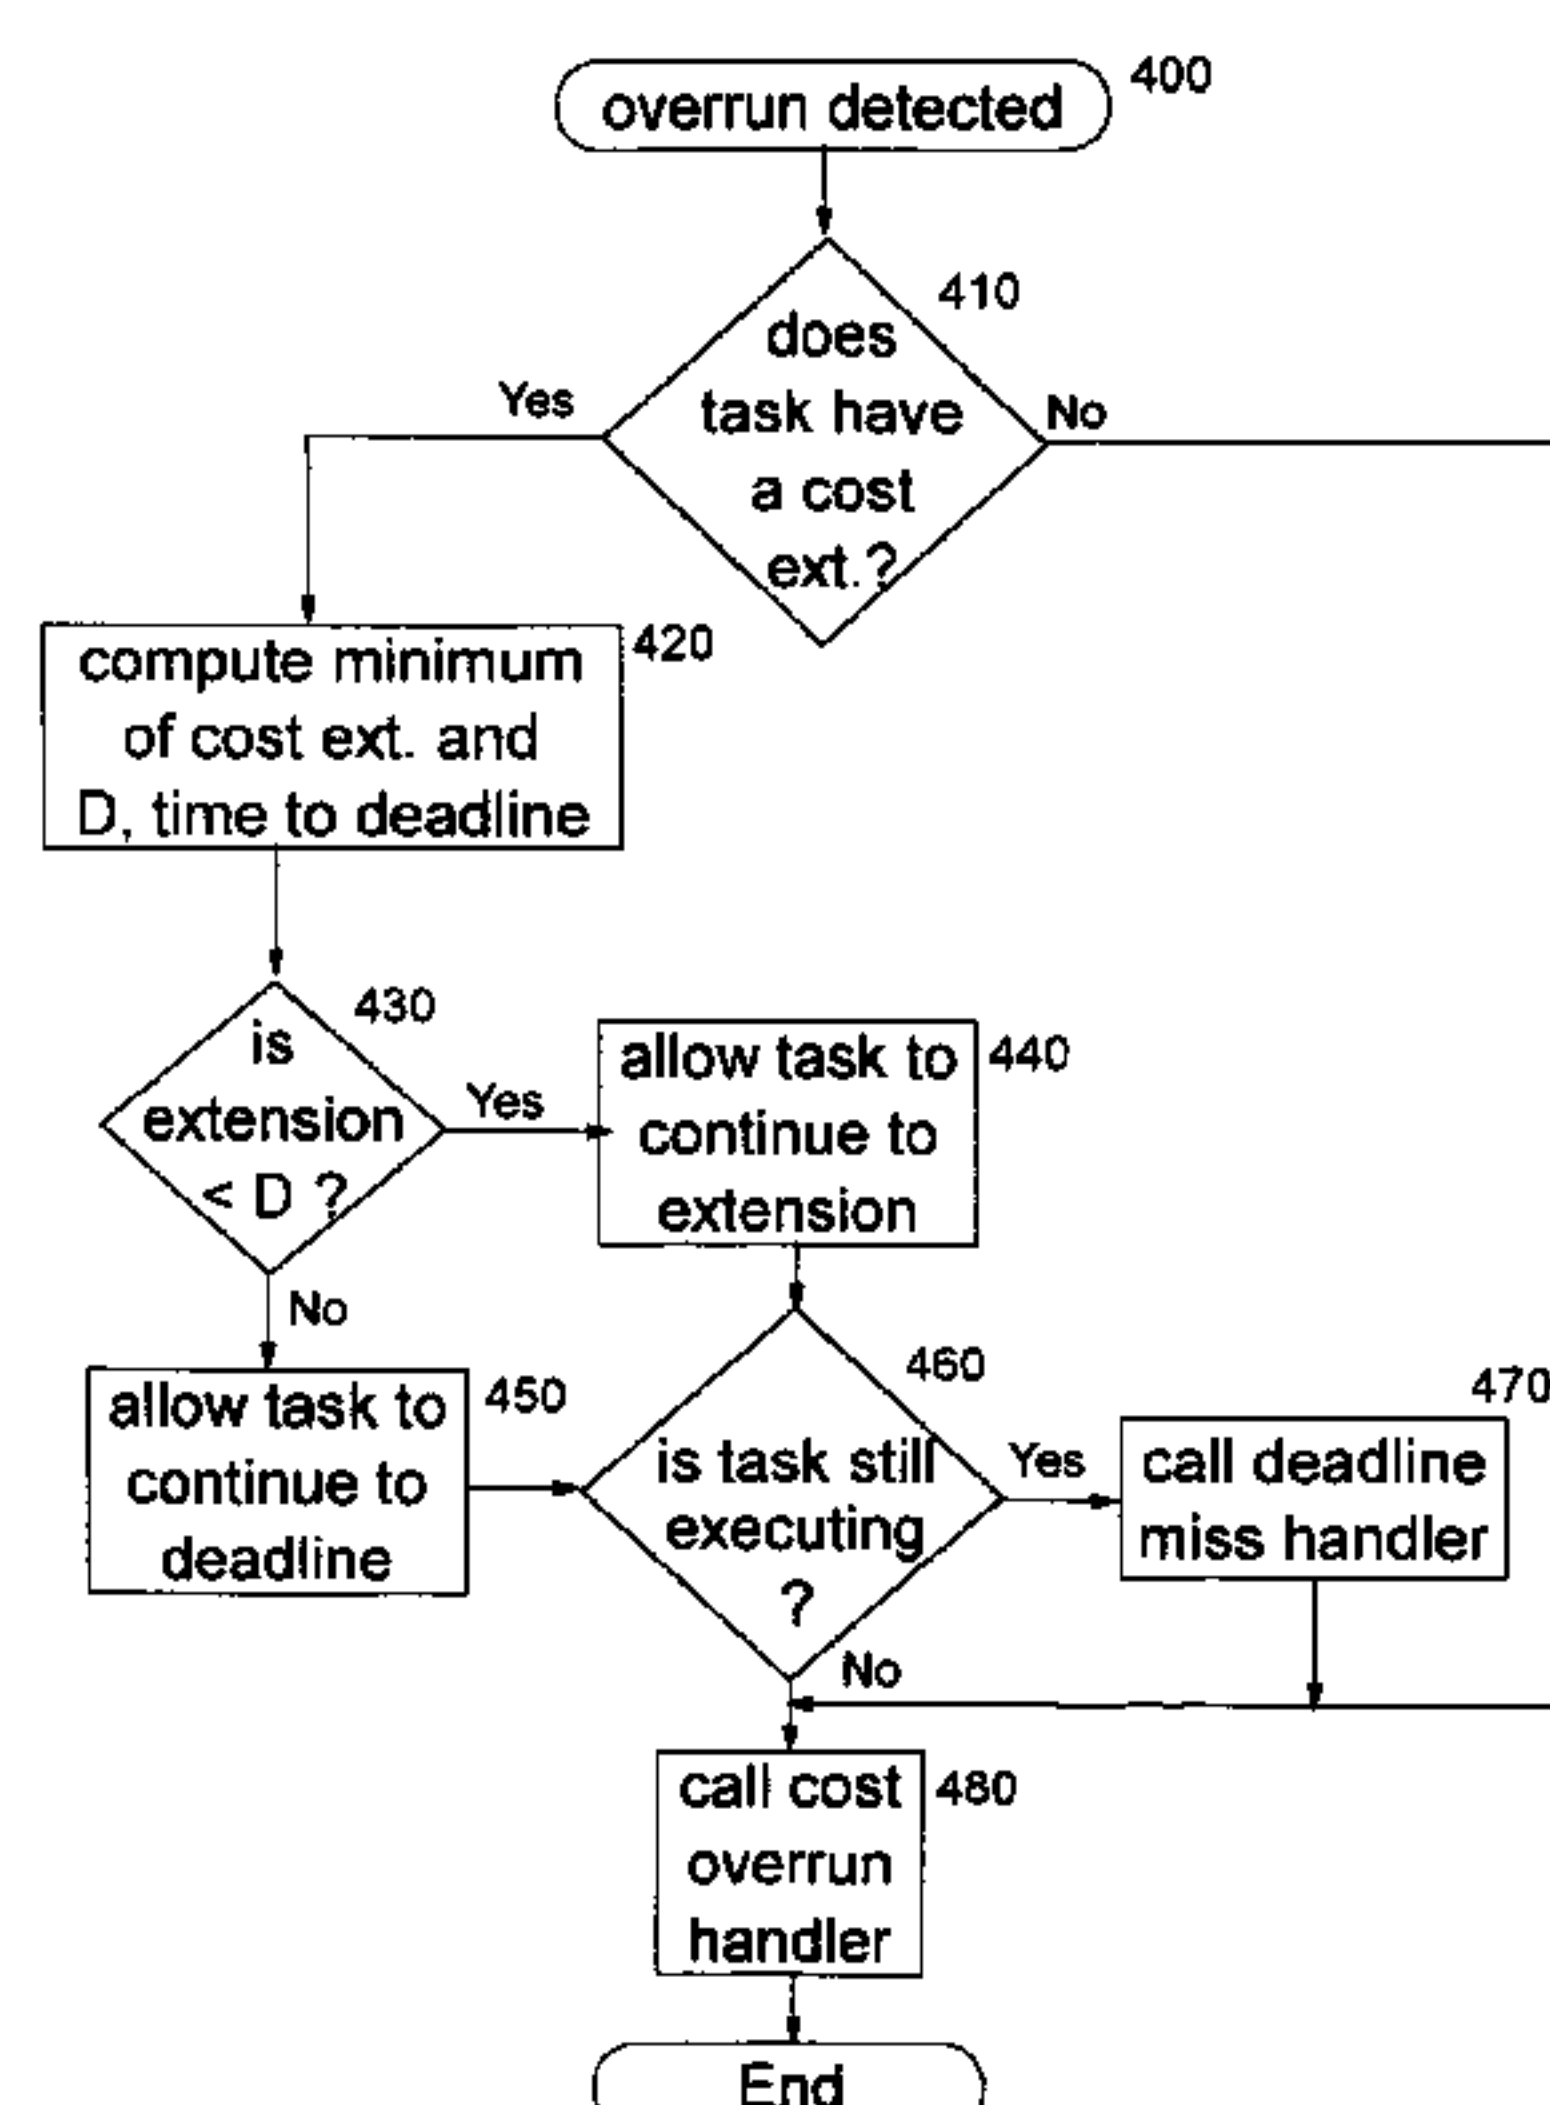 overrun detected
400
410
does
task have
a cost
ext.?
Yes
No
compute minimum
of cost ext. and
D, time to deadline
420
430
is
extension
< D ?
Yes
No
allow task to
continue to
extension
440
allow task to
continue to
deadline
450
460
is task still
executing
?
Yes
No
470
call deadline
miss handler
call cost
overrun
handler
480
End